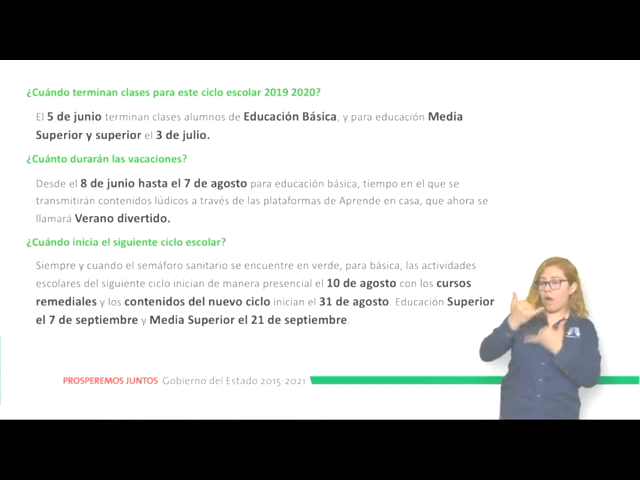 ¿Cuándo terminan clases para este ciclo escolar 2019 2020?
El 5 de junio terminan clases alumnos de Educación Básica, y para educación Media
Superior y superior el 3 de julio.
¿Cuánto durarán las vacaciones?
Desde el 8 de junio hasta el 7 de agosto para educación básica, tiempo en el que se
transmitirán contenidos lúdicos a través de las plataformas de Aprende en casa, que ahora se
llamará Verano divertido.
¿Cuándo inicia el siguiente ciclo escolar?
Siempre y cuando el semáforo sanitario se encuentre en verde, para básica, las actividades
escolares del siguiente ciclo inician de manera presencial el 10 de agosto con los cursos
remediales y los contenidos del nuevo ciclo inician el 31 de agosto. Educación Superior
el 7 de septiembre y Media Superior el 21 de septiembre.
PROSPEREMOS JUNTOS Gobierno del Estado 2015-2021